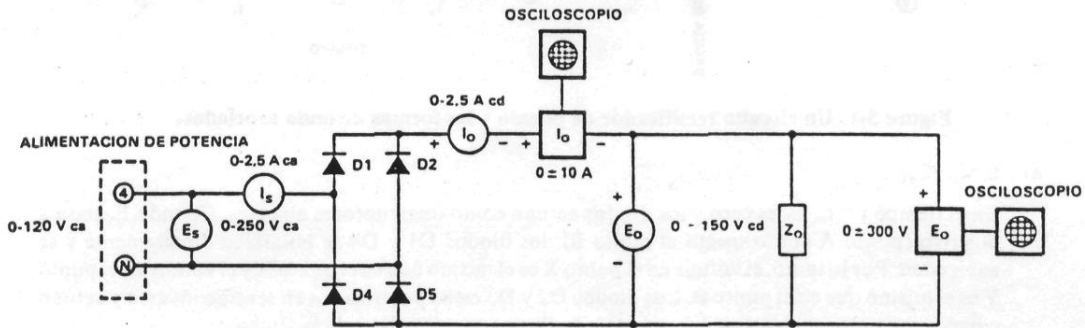 OSCILOSCOPIO
0-2,5 A cd
+ I₀ -
+ I₀ -
0 ± 10 A
ALIMENTACION DE POTENCIA
0-2.5 A ca
D1
D2
4
Iₛ
0-120 V ca
Eₛ
0-250 V ca
N
D4
D5
+
E₀
-
0 - 150 V cd
Z₀
0 ± 300 V
+
E₀
-
OSCILOSCOPIO